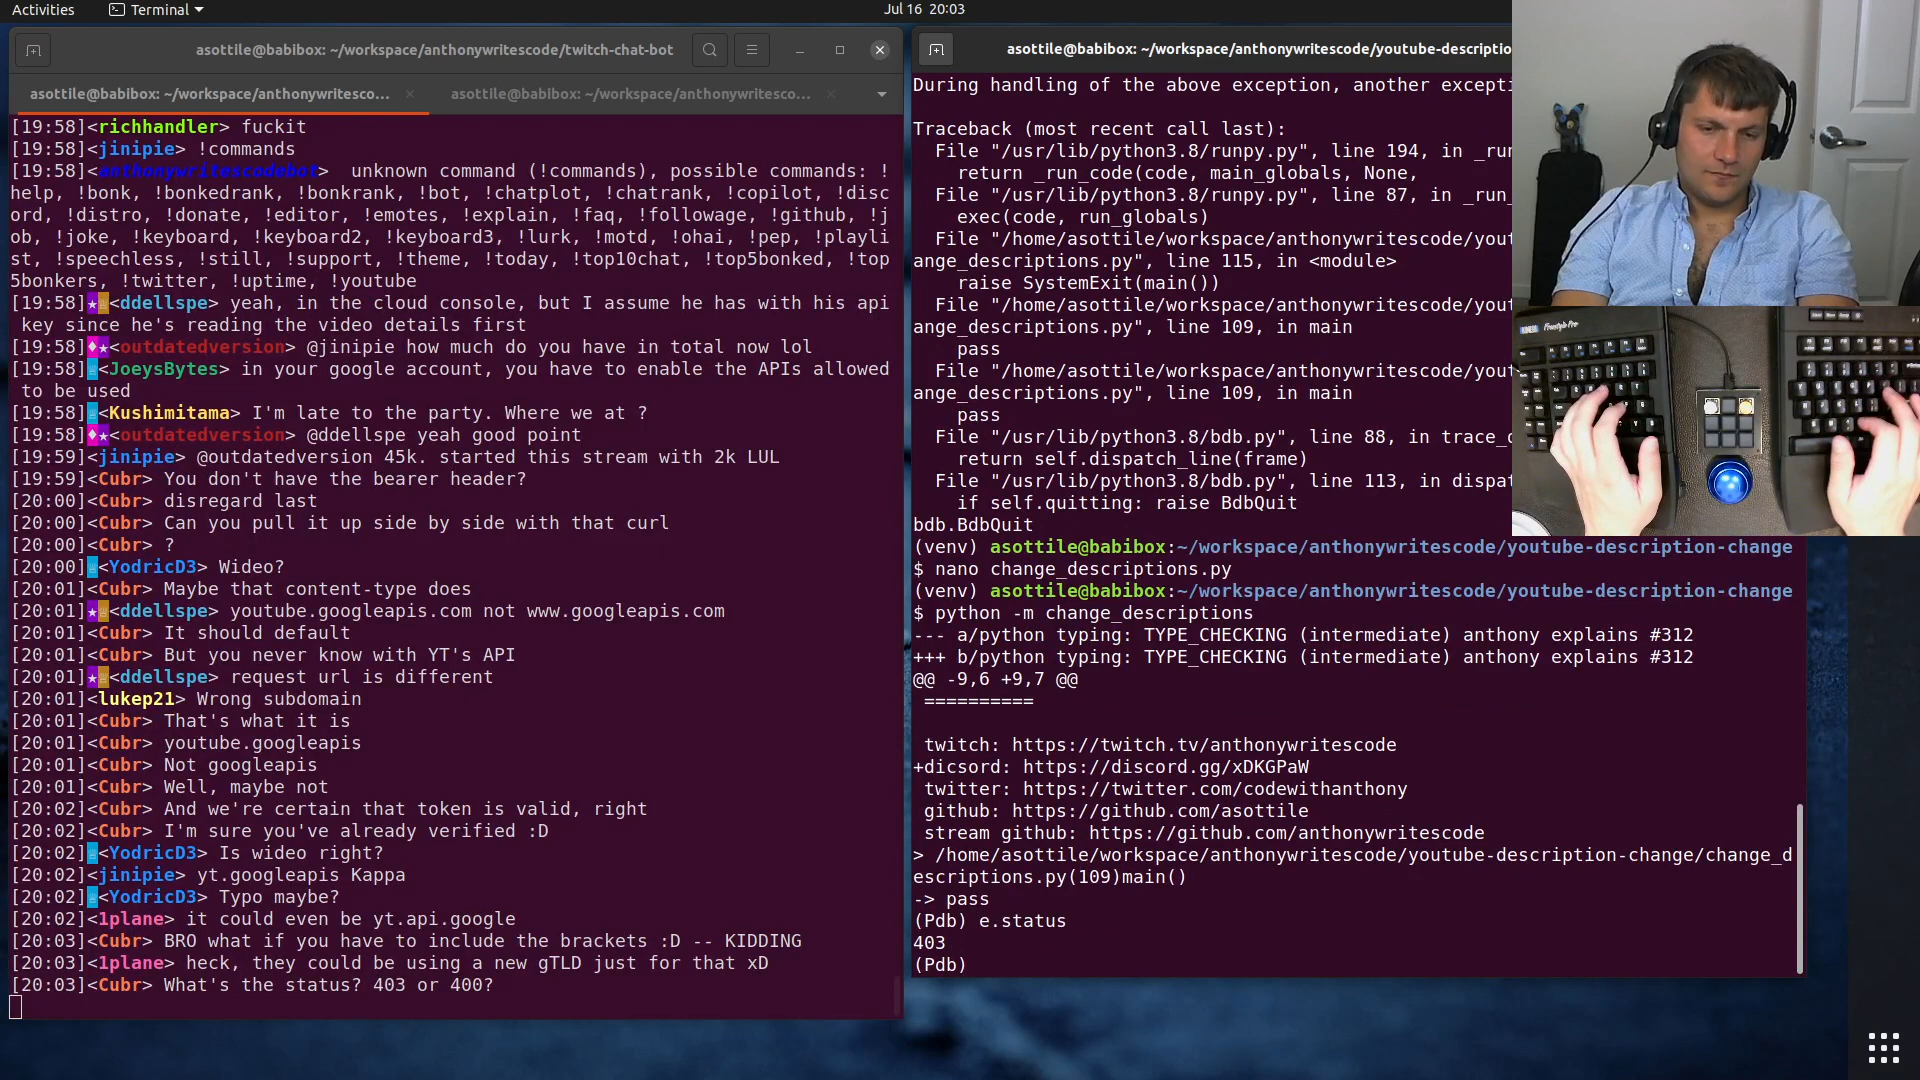 Activities
Terminal
Jul 16 20:03
asottile@babibox: ~/workspace/anthonywritescode/twitch-chat-bot
asottile@babibox: ~/workspace/anthonywritesco...
asottile@babibox: ~/workspace/anthonywritesco...
[19:58]<richhandler> fuckit
[19:58]<jinipie> !commands
[19:58]<anthonywritescodebot>  unknown command (!commands), possible commands: !
help, !bonk, !bonkedrank, !bonkrank, !bot, !chatplot, !chatrank, !copilot, !disc
ord, !distro, !donate, !editor, !emotes, !explain, !faq, !followage, !github, !j
ob, !joke, !keyboard, !keyboard2, !keyboard3, !lurk, !motd, !ohai, !pep, !playli
st, !speechless, !still, !support, !theme, !today, !top10chat, !top5bonked, !top
5bonkers, !twitter, !uptime, !youtube
[19:58]<ddellspe> yeah, in the cloud console, but I assume he has with his api
key since he's reading the video details first
[19:58]<outdatedversion> @jinipie how much do you have in total now lol
[19:58]<JoeysBytes> in your google account, you have to enable the APIs allowed
to be used
[19:58]<Kushimitama> I'm late to the party. Where we at ?
[19:58]<outdatedversion> @ddellspe yeah good point
[19:59]<jinipie> @outdatedversion 45k. started this stream with 2k LUL
[19:59]<Cubr> You don't have the bearer header?
[20:00]<Cubr> disregard last
[20:00]<Cubr> Can you pull it up side by side with that curl
[20:00]<Cubr> ?
[20:00]<YodricD3> Wideo?
[20:01]<Cubr> Maybe that content-type does
[20:01]<ddellspe> youtube.googleapis.com not www.googleapis.com
[20:01]<Cubr> It should default
[20:01]<Cubr> But you never know with YT's API
[20:01]<ddellspe> request url is different
[20:01]<lukep21> Wrong subdomain
[20:01]<Cubr> That's what it is
[20:01]<Cubr> youtube.googleapis
[20:01]<Cubr> Not googleapis
[20:01]<Cubr> Well, maybe not
[20:02]<Cubr> And we're certain that token is valid, right
[20:02]<Cubr> I'm sure you've already verified :D
[20:02]<YodricD3> Is wideo right?
[20:02]<jinipie> yt.googleapis Kappa
[20:02]<YodricD3> Typo maybe?
[20:02]<1plane> it could even be yt.api.google
[20:03]<Cubr> BRO what if you have to include the brackets :D -- KIDDING
[20:03]<1plane> heck, they could be using a new gTLD just for that xD
[20:03]<Cubr> What's the status? 403 or 400?
asottile@babibox: ~/workspace/anthonywritescode/youtube-descriptio
During handling of the above exception, another excepti
Traceback (most recent call last):
File "/usr/lib/python3.8/runpy.py", line 194, in _run
return _run_code(code, main_globals, None,
File "/usr/lib/python3.8/runpy.py", line 87, in _run_
exec(code, run_globals)
File "/home/asottile/workspace/anthonywritescode/yout
ange_descriptions.py", line 115, in <module>
raise SystemExit(main())
File "/home/asottile/workspace/anthonywritescode/yout
ange_descriptions.py", line 109, in main
pass
File "/home/asottile/workspace/anthonywritescode/yout
ange_descriptions.py", line 109, in main
pass
File "/usr/lib/python3.8/bdb.py", line 88, in trace_d
return self.dispatch_line(frame)
File "/usr/lib/python3.8/bdb.py", line 113, in dispat
if self.quitting: raise BdbQuit
bdb.BdbQuit
(venv) asottile@babibox:~/workspace/anthonywritescode/youtube-description-change
$ nano change_descriptions.py
(venv) asottile@babibox:~/workspace/anthonywritescode/youtube-description-change
$ python -m change_descriptions
--- a/python typing: TYPE_CHECKING (intermediate) anthony explains #312
+++ b/python typing: TYPE_CHECKING (intermediate) anthony explains #312
@@ -9,6 +9,7 @@
==========
twitch: https://twitch.tv/anthonywritescode
+dicsord: https://discord.gg/xDKGPaW
twitter: https://twitter.com/codewithanthony
github: https://github.com/asottile
stream github: https://github.com/anthonywritescode
> /home/asottile/workspace/anthonywritescode/youtube-description-change/change_d
escriptions.py(109)main()
-> pass
(Pdb) e.status
403
(Pdb)
Freestyle Pro